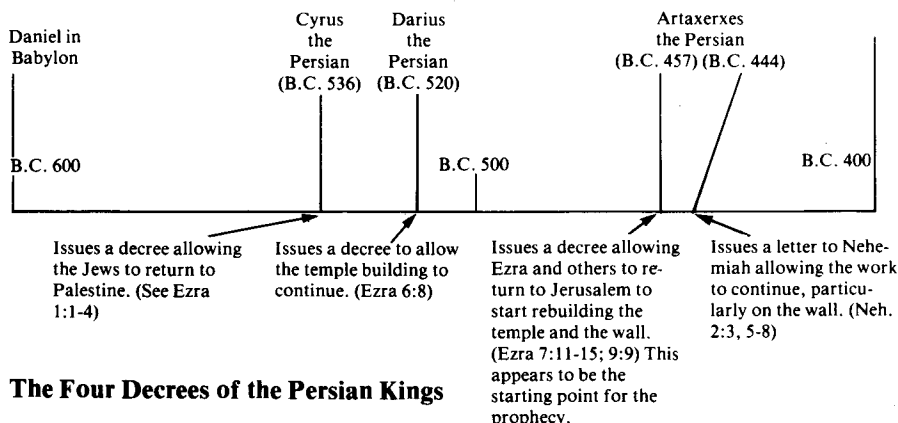 Daniel in
Babylon
Cyrus
the
Persian
(B.C. 536)
Darius
the
Persian
(B.C. 520)
Artaxerxes
the Persian
(B.C. 457) (B.C. 444)
B.C. 600
B.C. 500
B.C. 400
Issues a decree allowing
the Jews to return to
Palestine. (See Ezra
1:1-4)
Issues a decree to allow
the temple building to
continue. (Ezra 6:8)
Issues a decree allowing
Ezra and others to re-
turn to Jerusalem to
start rebuilding the
temple and the wall.
(Ezra 7:11-15; 9:9) This
appears to be the
starting point for the
prophecy.
Issues a letter to Nehe-
miah allowing the work
to continue, particu-
larly on the wall. (Neh.
2:3, 5-8)
The Four Decrees of the Persian Kings